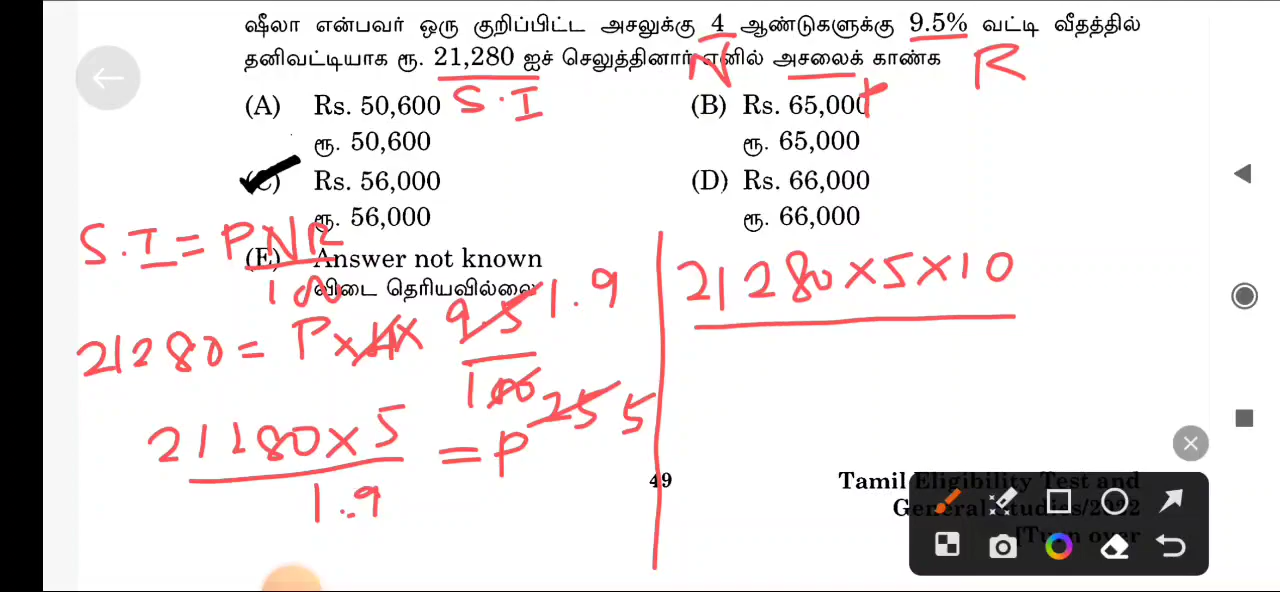 ஷீலா என்பவர் ஒரு குறிப்பிட்ட அசலுக்கு 4 ஆண்டுகளுக்கு 9.5% வட்டி வீதத்தில்
தனிவட்டியாக ரூ. 21,280 ஐச் செலுத்தினார் எனில் அசலைக் காண்க
N R
S.I
(A) Rs. 50,600 (B) Rs. 65,000
ரூ. 50,600 ரூ. 65,000
(C) Rs. 56,000 (D) Rs. 66,000
ரூ. 56,000 ரூ. 66,000
S.I = PNR
100
(E) Answer not known
விடை தெரியவில்லை
21280 = P x 4 x 9.5 1.9
100 25 5
21280 x 5 = P
1.9
21280 x 5 x 10
49 Tamil Eligibility Test and
General Studies/2022
[Turn over